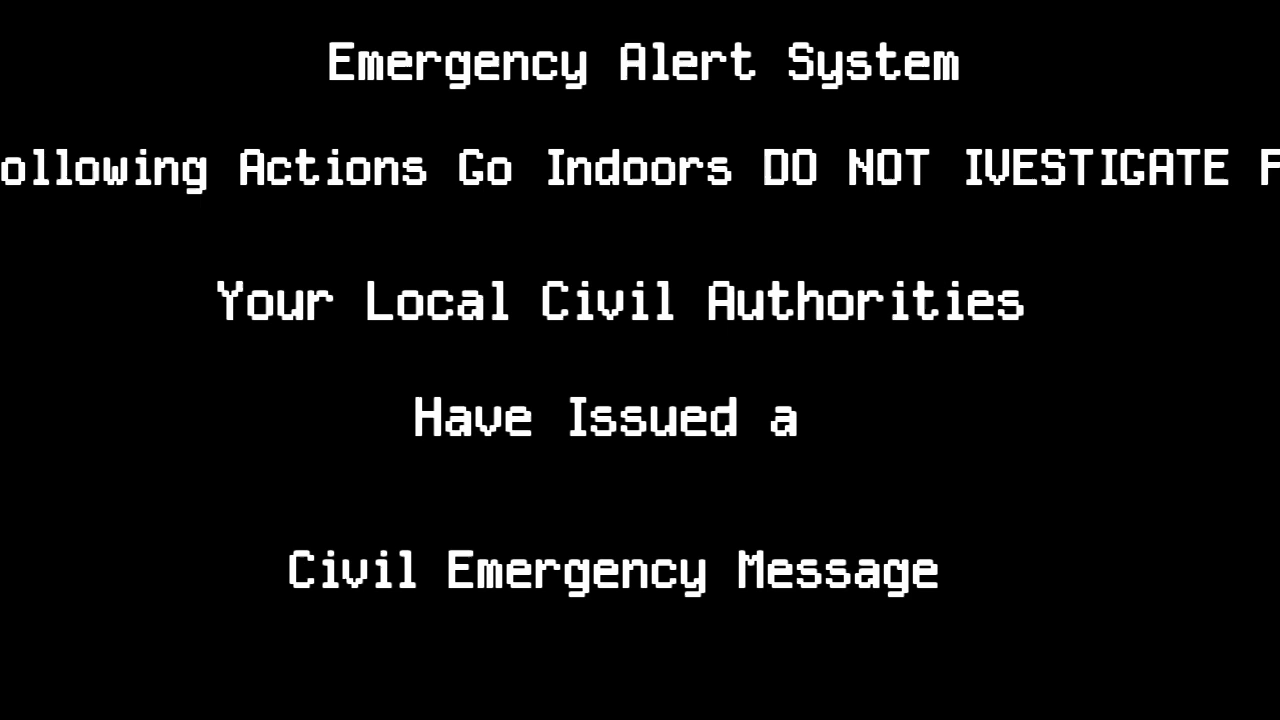 Emergency Alert System
ollowing Actions Go Indoors DO NOT IVESTIGATE F
Your Local Civil Authorities
Have Issued a
Civil Emergency Message